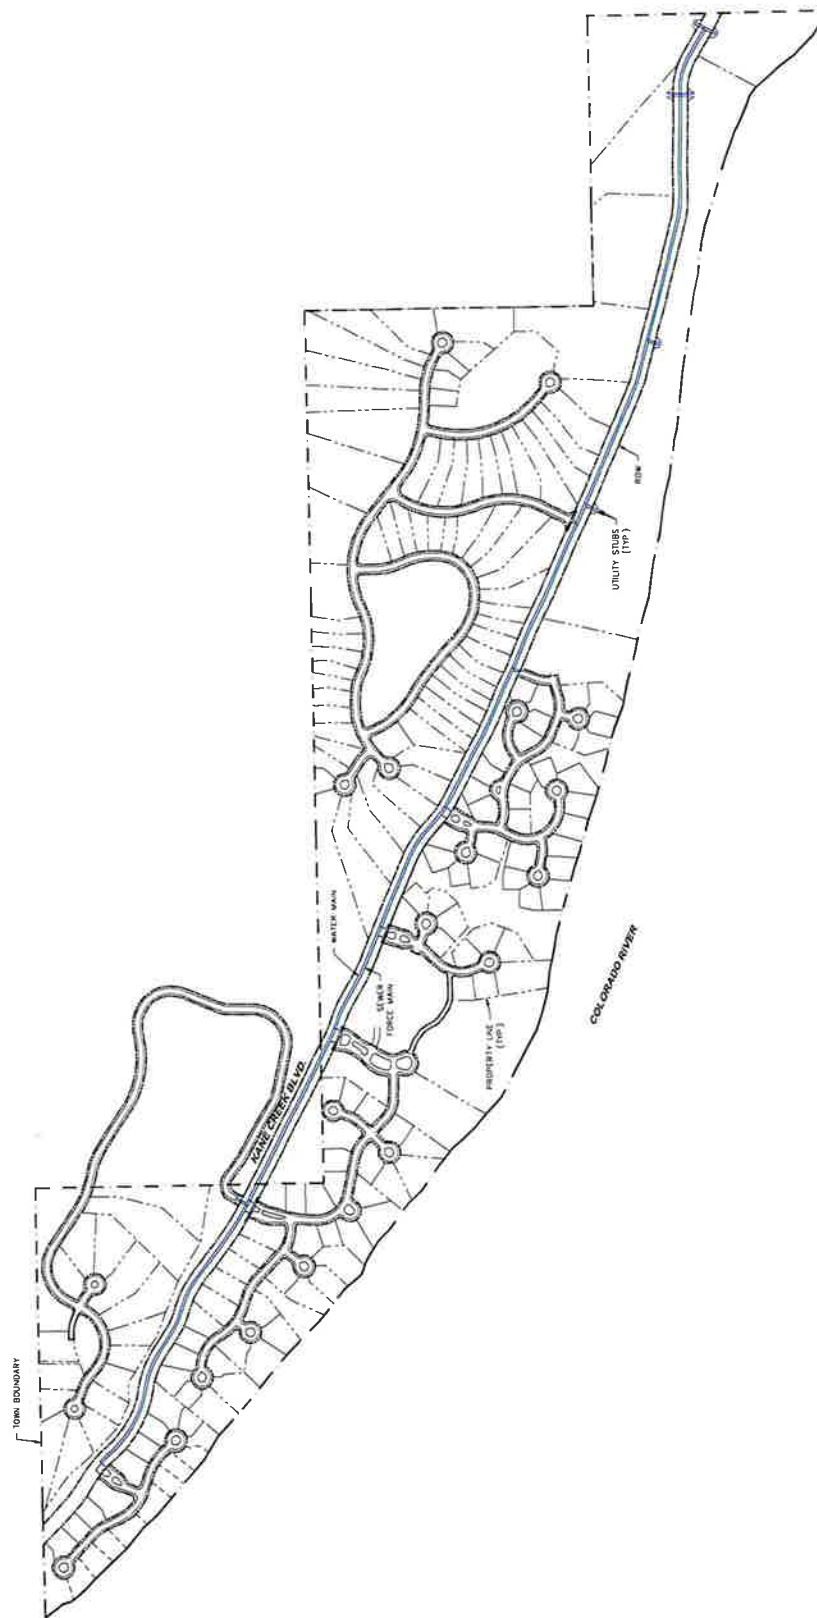 ROW
UTILITY STUBS
(TYP)
WATER MAIN
SEWER
FORCE MAIN
COLORADO RIVER
PROPERTY LINE
(TYP)
KANE CREEK BLVD.
TOWN BOUNDARY